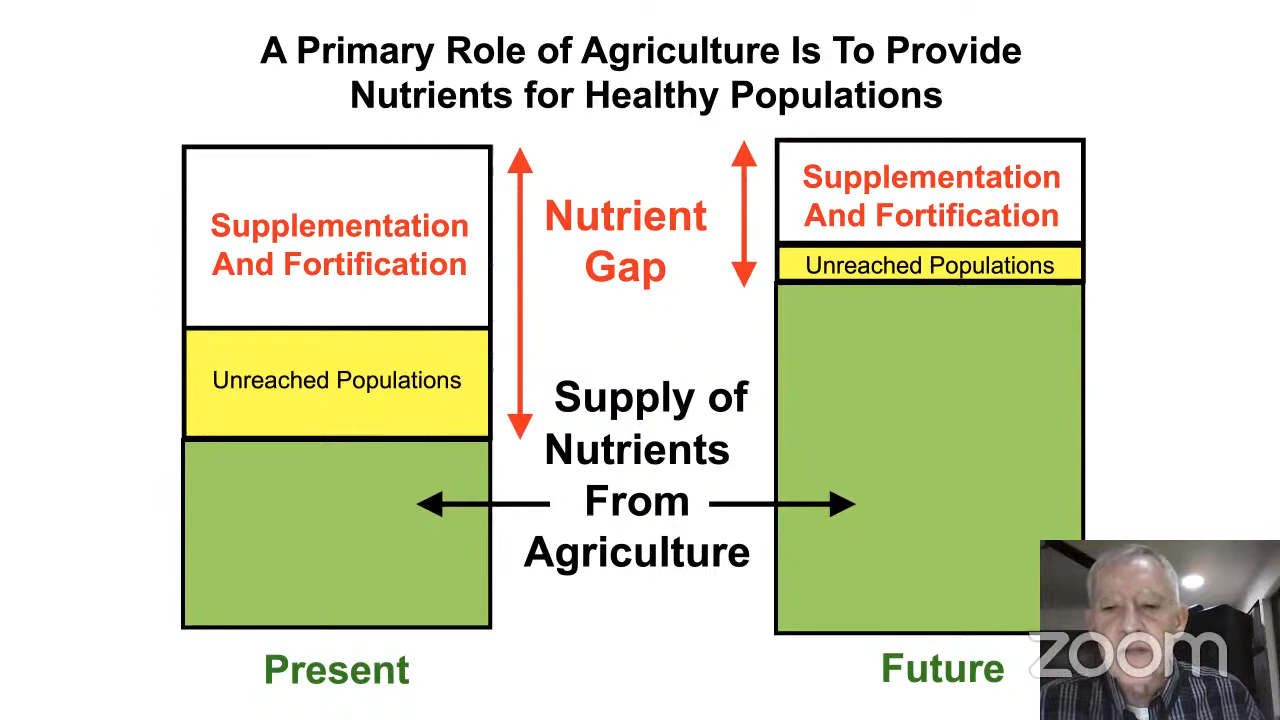 A Primary Role of Agriculture Is To Provide
Nutrients for Healthy Populations
Supplementation
And Fortification
Unreached Populations
Nutrient
Gap
Supply of
Nutrients
From
Agriculture
Supplementation
And Fortification
Unreached Populations
Present
Future
zoom